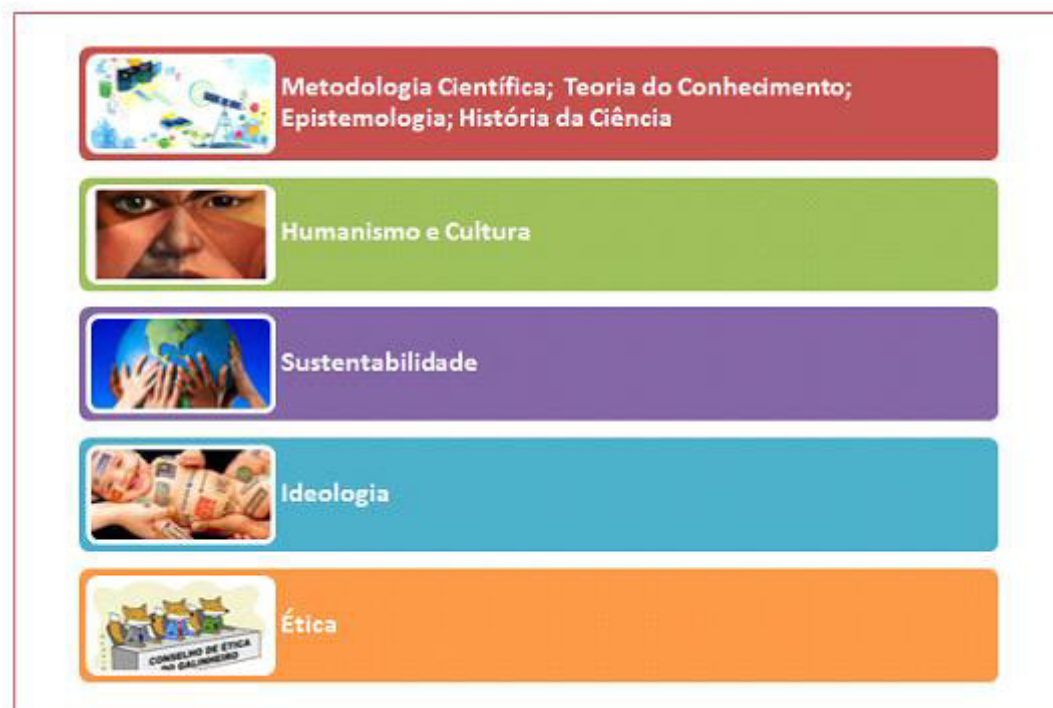 Metodologia Científica; Teoria do Conhecimento;
Epistemologia; História da Ciência
Humanismo e Cultura
Sustentabilidade
Ideologia
Ética
CONSELHO DE ÉTICA
DO GALINHEIRO